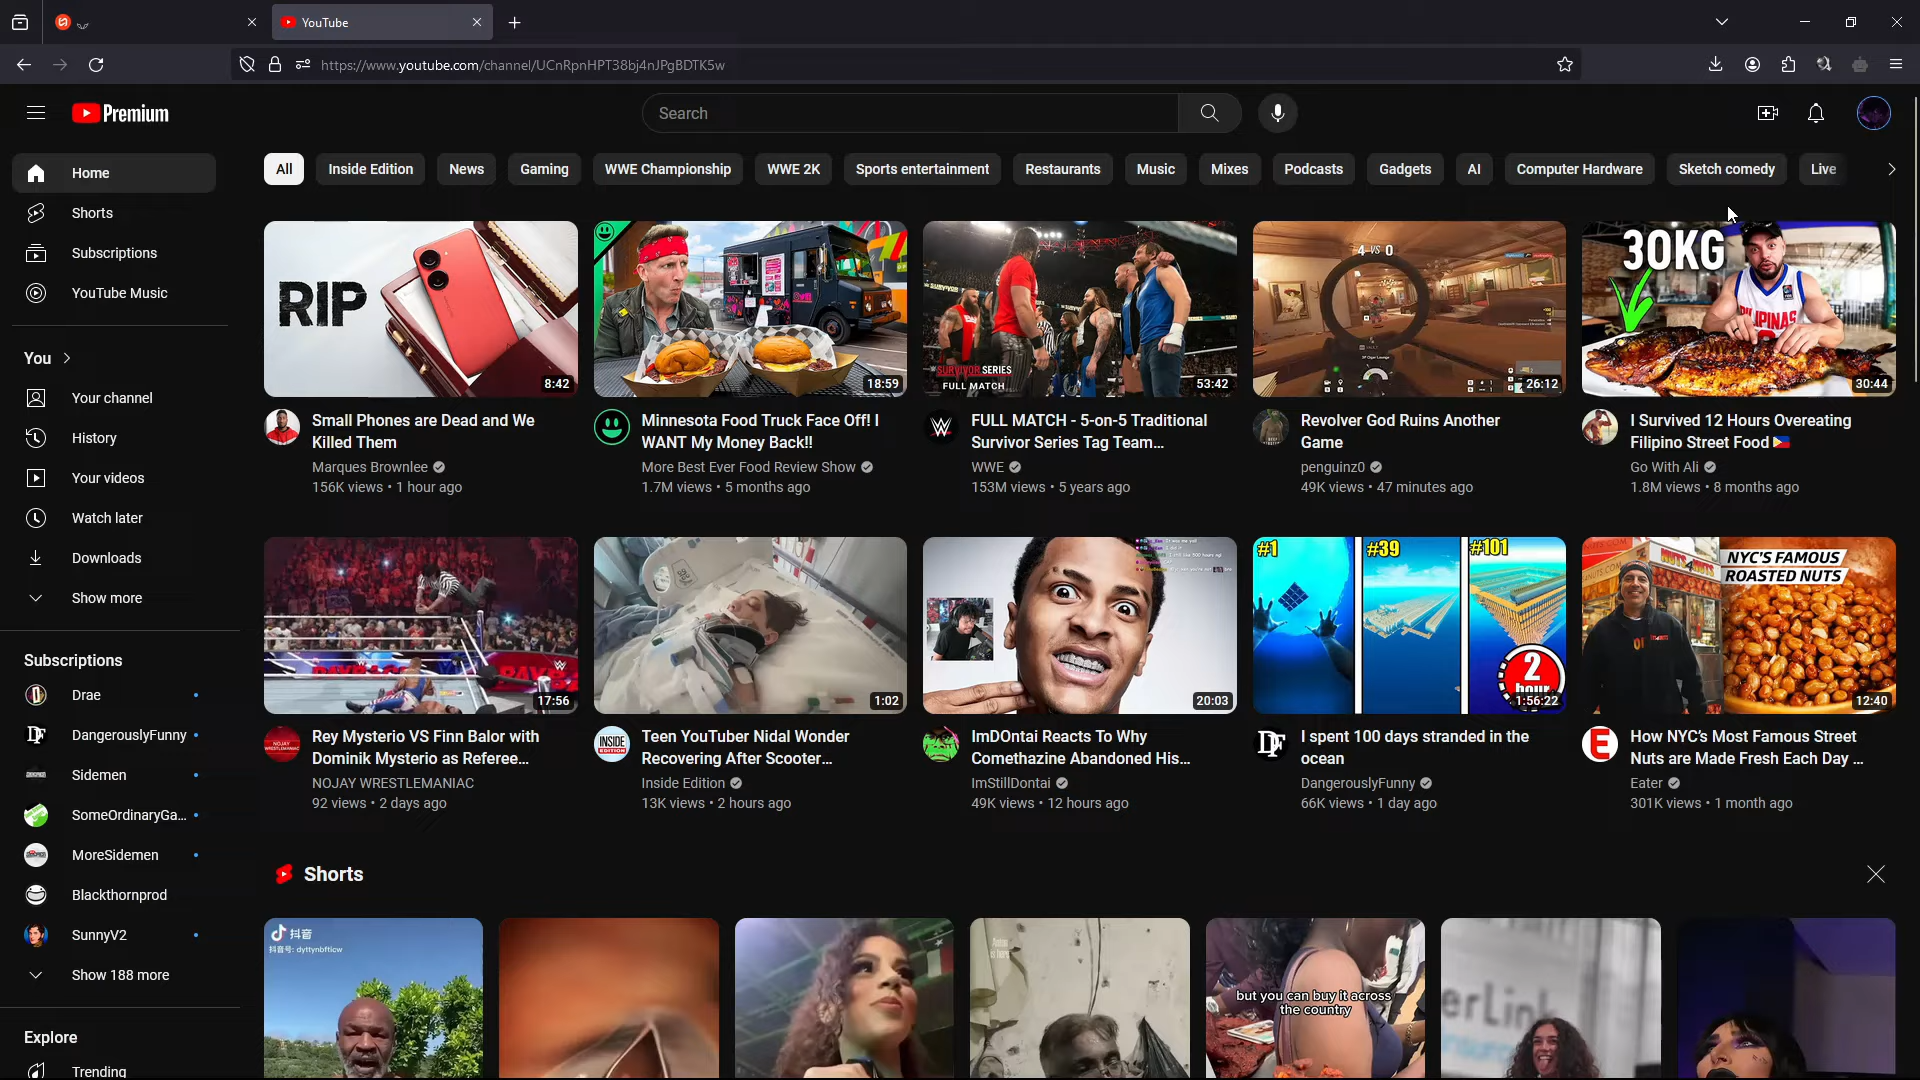 YouTube
https://www.youtube.com/channel/UCnRpnHPT38bj4nJPgBDTK5w
Premium
Search
Home
Shorts
Subscriptions
YouTube Music
You
Your channel
History
Your videos
Watch later
Downloads
Show more
Subscriptions
Drae
DangerouslyFunny
Sidemen
SomeOrdinaryGa...
MoreSidemen
Blackthornprod
SunnyV2
Show 188 more
Explore
Trending
All
Inside Edition
News
Gaming
WWE Championship
WWE 2K
Sports entertainment
Restaurants
Music
Mixes
Podcasts
Gadgets
AI
Computer Hardware
Sketch comedy
Live
RIP
8:42
Small Phones are Dead and We
Killed Them
Marques Brownlee
156K views • 1 hour ago
18:59
Minnesota Food Truck Face Off! I
WANT My Money Back!!
More Best Ever Food Review Show
1.7M views • 5 months ago
SURVIVOR SERIES
FULL MATCH
53:42
FULL MATCH - 5-on-5 Traditional
Survivor Series Tag Team...
WWE
153M views • 5 years ago
4 VS 0
26:12
Revolver God Ruins Another
Game
penguinz0
49K views • 47 minutes ago
30KG
PILIPINAS
30:44
I Survived 12 Hours Overeating
Filipino Street Food
Go With Ali
1.8M views • 8 months ago
17:56
Rey Mysterio VS Finn Balor with
Dominik Mysterio as Referee...
NOJAY WRESTLEMANIAC
92 views • 2 days ago
1:02
INSIDE
EDITION
Teen YouTuber Nidal Wonder
Recovering After Scooter...
Inside Edition
13K views • 2 hours ago
20:03
ImDOntai Reacts To Why
Comethazine Abandoned His...
ImStillDontai
49K views • 12 hours ago
#1
#39
#101
2
hour
1:56:22
DF
I spent 100 days stranded in the
ocean
DangerouslyFunny
66K views • 1 day ago
NYC'S FAMOUS
ROASTED NUTS
12:40
E
How NYC's Most Famous Street
Nuts are Made Fresh Each Day ...
Eater
301K views • 1 month ago
Shorts
抖音
抖音号: dyttynbfticw
but you can buy it across
the country